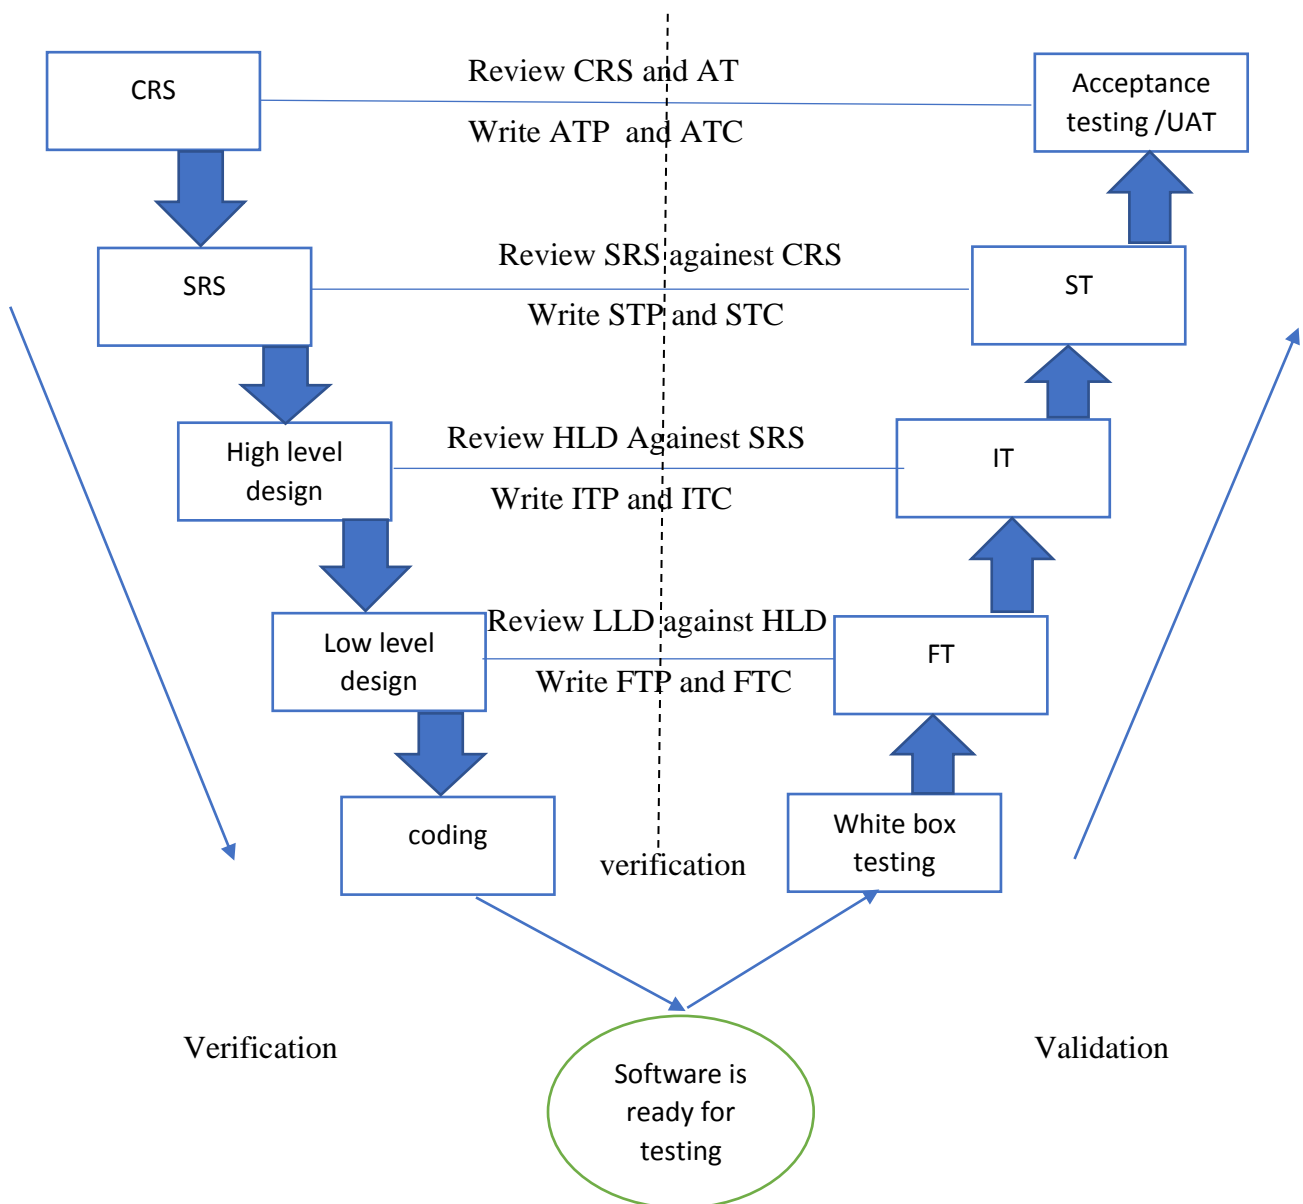 CRS
Review CRS and AT
Write ATP and ATC
Acceptance
testing /UAT
SRS
Review SRS againest CRS
Write STP and STC
ST
High level
design
Review HLD Against SRS
Write ITP and ITC
IT
Low level
design
Review LLD against HLD
Write FTP and FTC
FT
coding
verification
White box
testing
Verification
Software is
ready for
testing
Validation